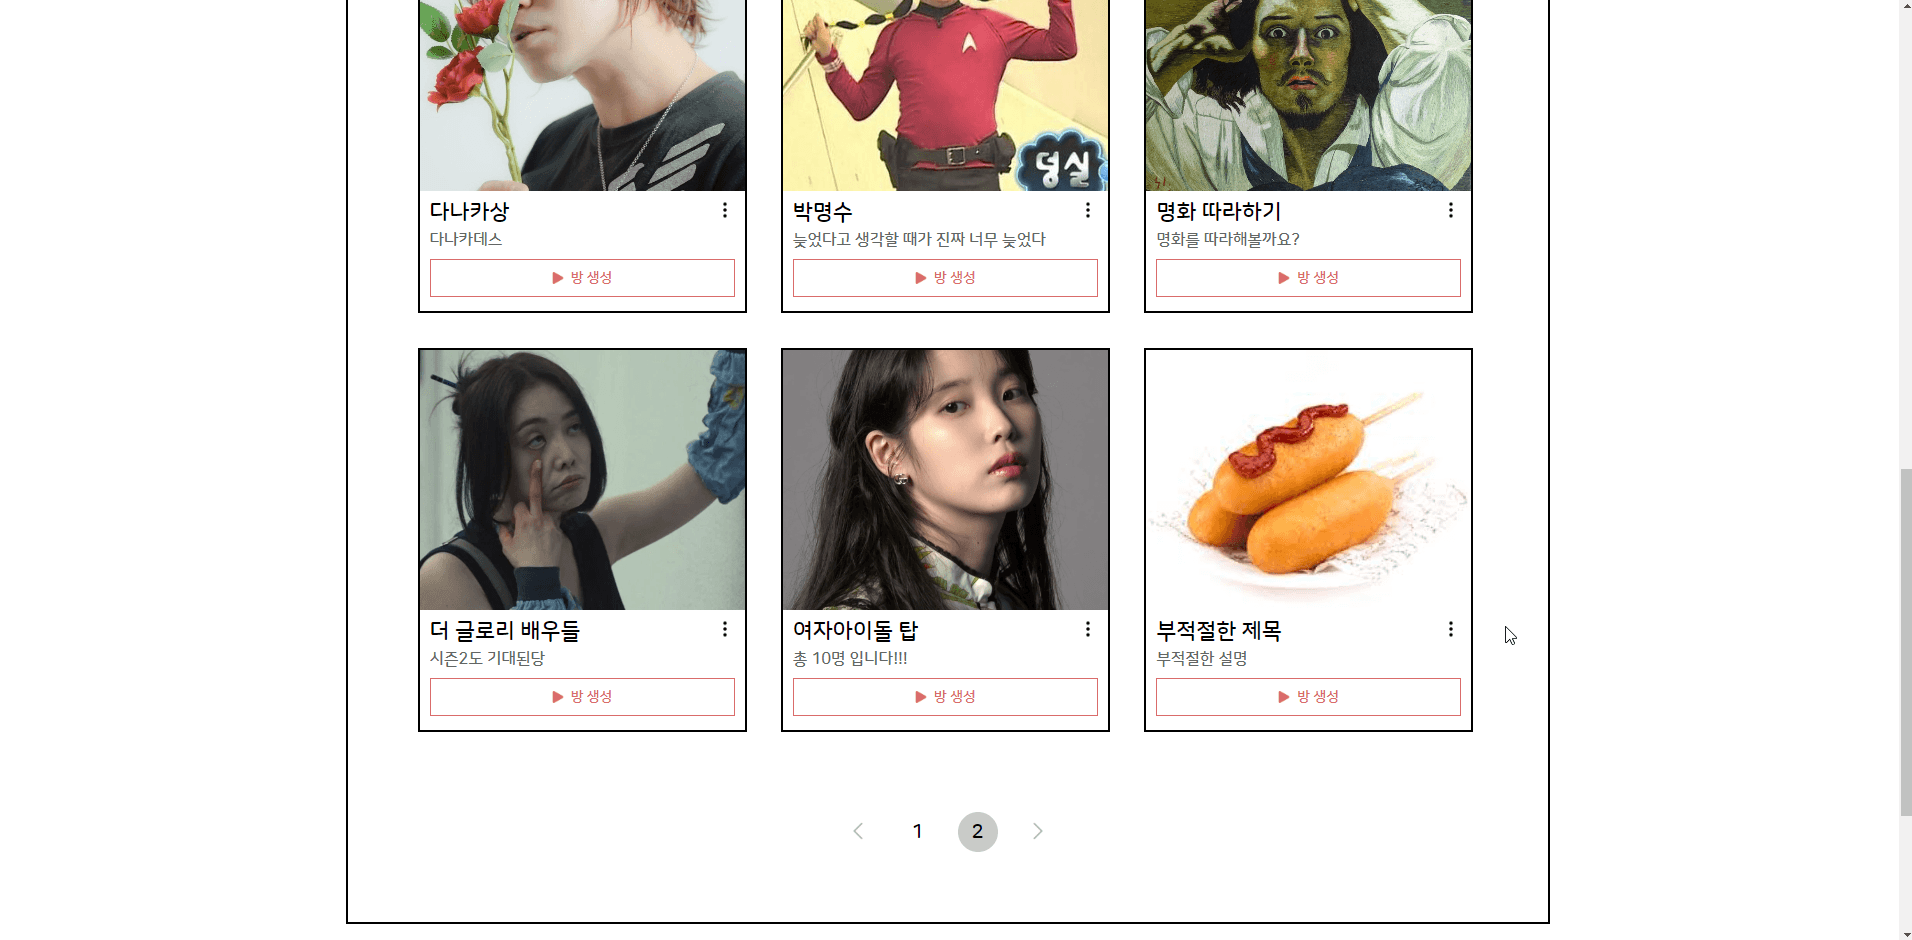 덩실
다나카상
다나카데스
방 생성
박명수
늦었다고 생각할 때가 진짜 너무 늦었다
방 생성
명화 따라하기
명화를 따라해볼까요?
방 생성
더 글로리 배우들
시즌2도 기대된당
방 생성
여자아이돌 탑
총 10명 입니다!!!
방 생성
부적절한 제목
부적절한 설명
방 생성
1
2